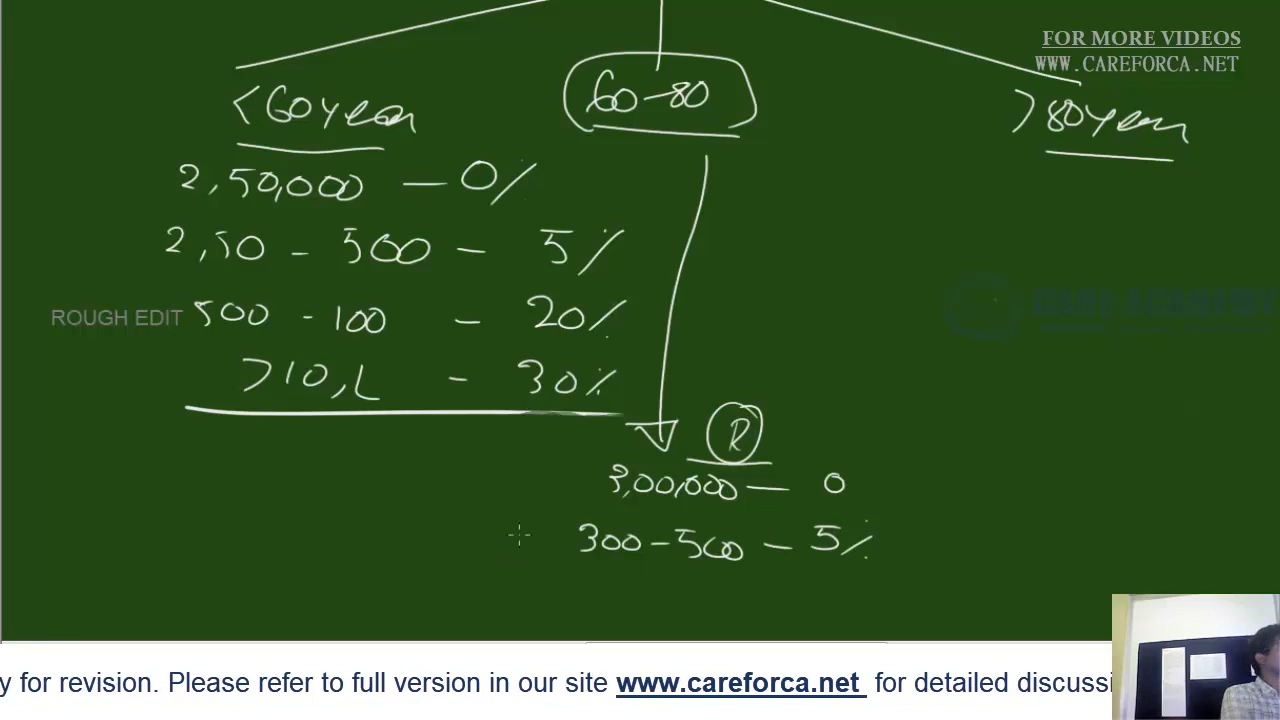 FOR MORE VIDEOS
WWW.CAREFORCA.NET
<60 year
60-80
>80 year
2,50,000 — 0%
2,50 - 500 - 5%
ROUGH EDIT
500 - 100 - 20%
>10,L - 30%
R
3,00,000 — 0
300-500 - 5%
y for revision. Please refer to full version in our site www.careforca.net for detailed discussi